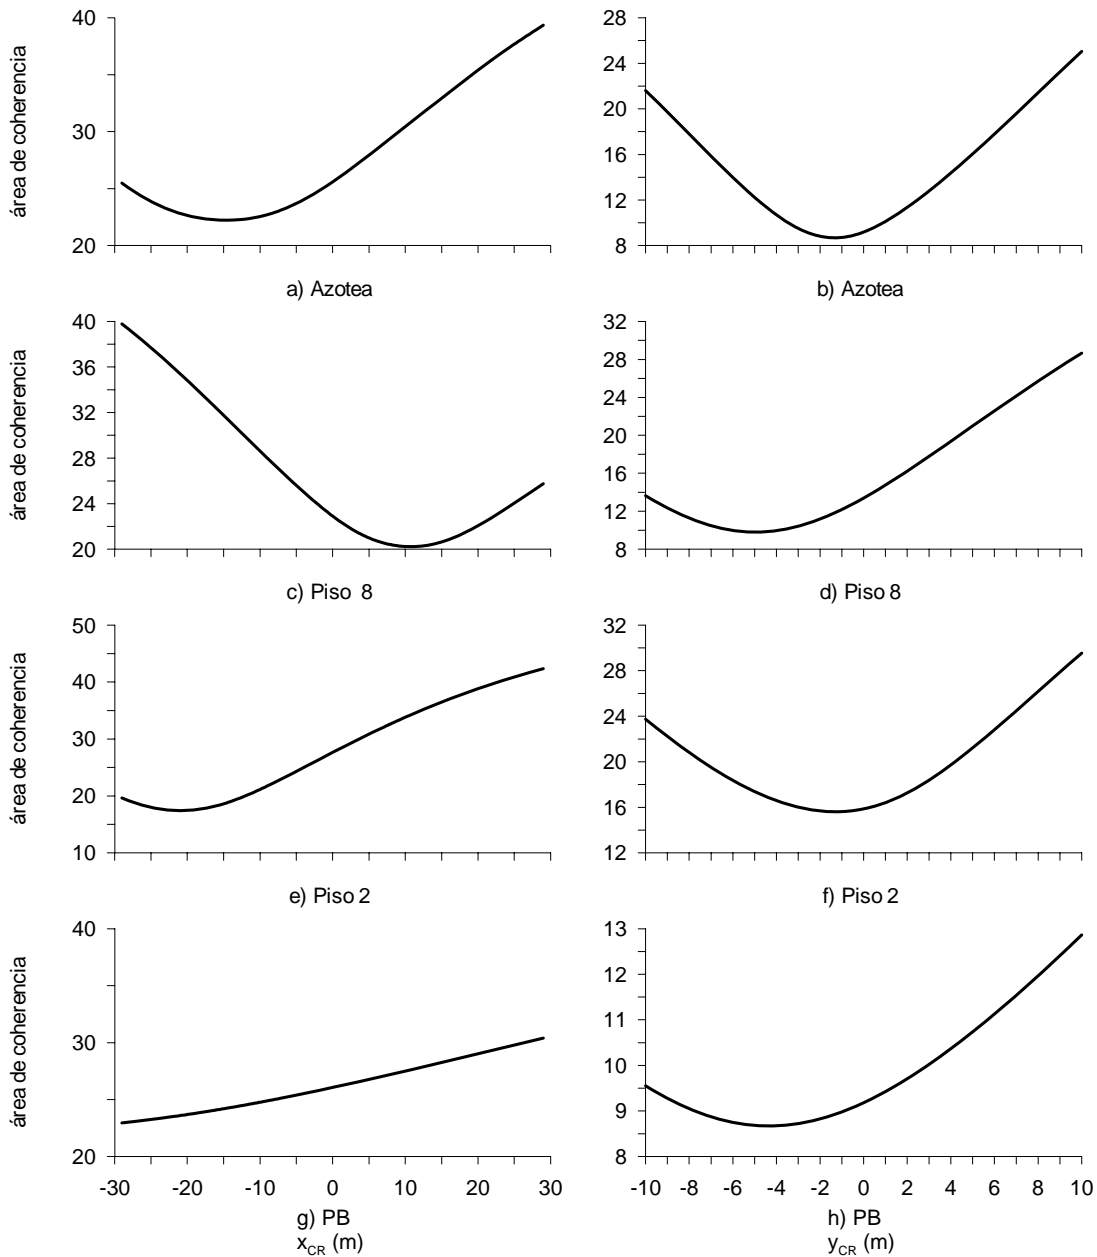 40
30
20
área de coherencia
a) Azotea
28
24
20
16
12
8
b) Azotea
40
36
32
28
24
20
área de coherencia
c) Piso 8
32
28
24
20
16
12
8
d) Piso 8
50
40
30
20
10
área de coherencia
e) Piso 2
32
28
24
20
16
12
f) Piso 2
40
30
20
área de coherencia
-30 -20 -10 0 10 20 30
g) PB
x_CR (m)
13
12
11
10
9
8
-10 -8 -6 -4 -2 0 2 4 6 8 10
h) PB
y_CR (m)